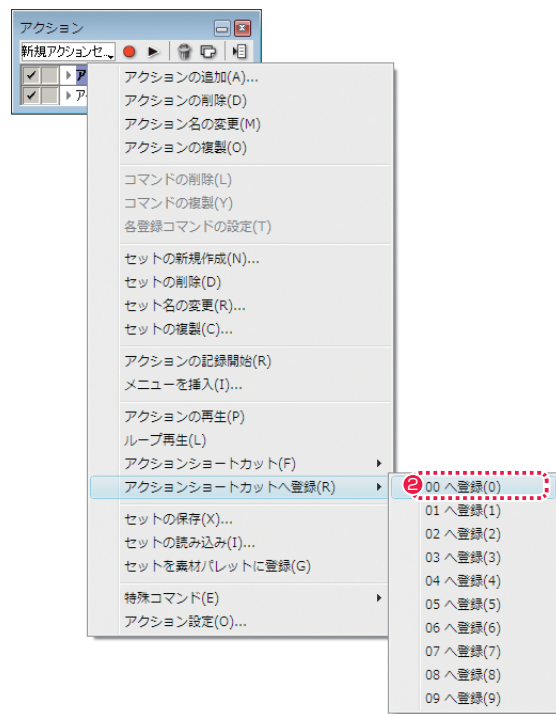 アクション
新規アクションセ...
ア
ア
アクションの追加(A)...
アクションの削除(D)
アクション名の変更(M)
アクションの複製(O)
コマンドの削除(L)
コマンドの複製(Y)
各登録コマンドの設定(T)
セットの新規作成(N)...
セットの削除(D)
セット名の変更(R)...
セットの複製(C)...
アクションの記録開始(R)
メニューを挿入(I)...
アクションの再生(P)
ループ再生(L)
アクションショートカット(F)
アクションショートカットへ登録(R)
セットの保存(X)...
セットの読み込み(I)...
セットを素材パレットに登録(G)
特殊コマンド(E)
アクション設定(O)...
2 00 へ登録(0)
01 へ登録(1)
02 へ登録(2)
03 へ登録(3)
04 へ登録(4)
05 へ登録(5)
06 へ登録(6)
07 へ登録(7)
08 へ登録(8)
09 へ登録(9)